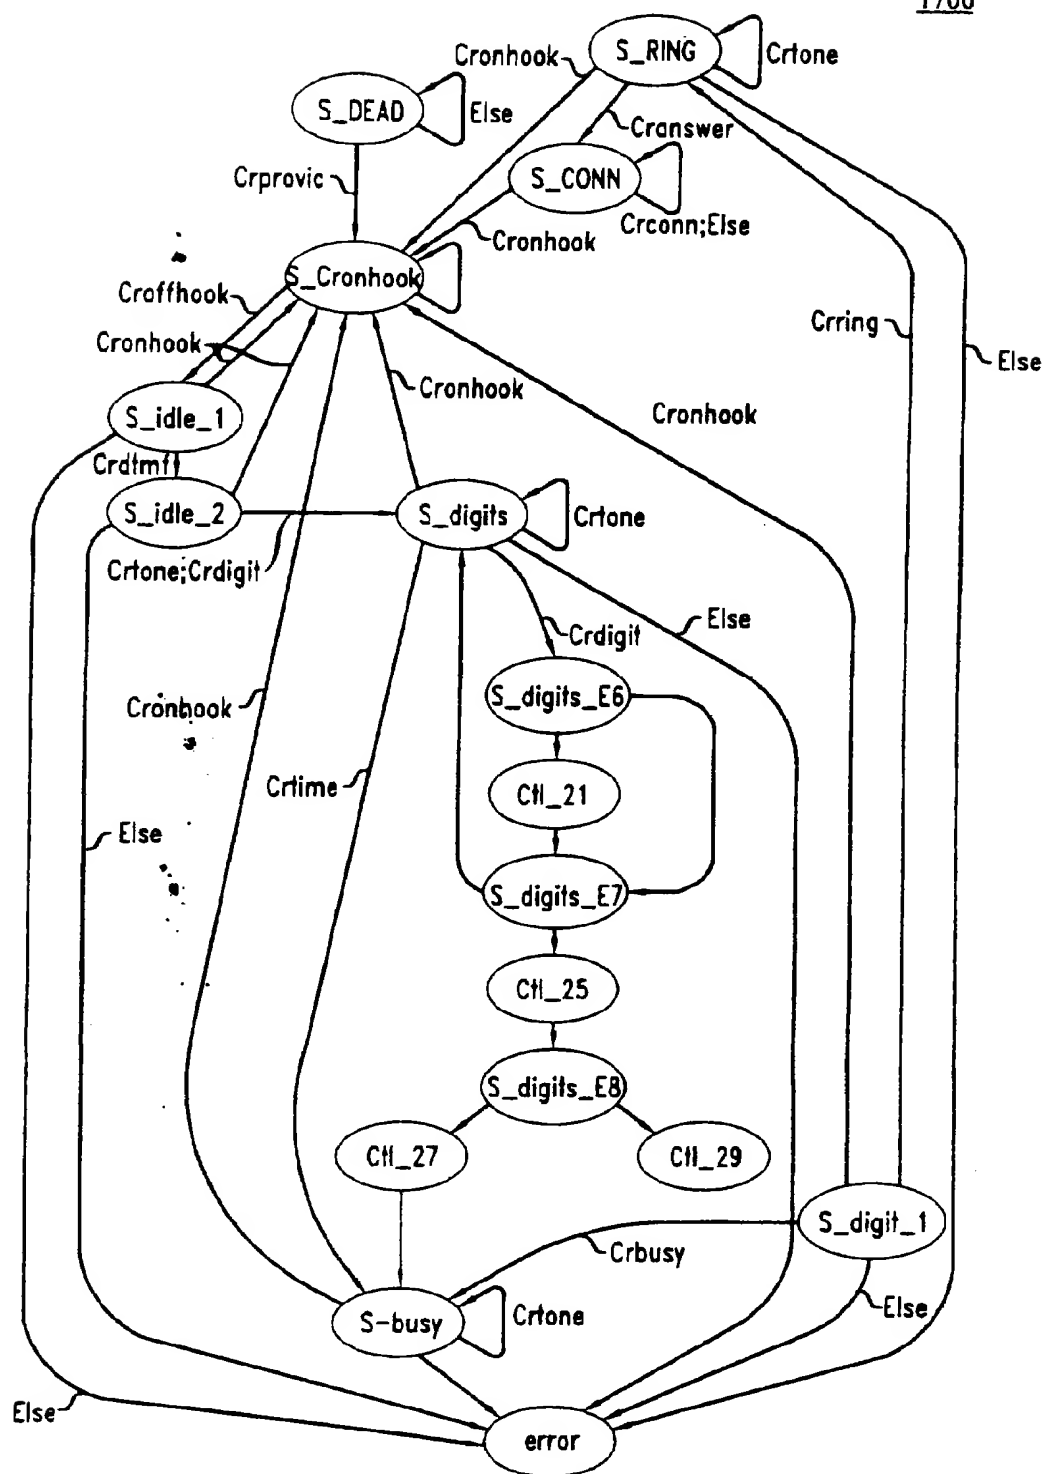 1700
S_RING
Cronhook
Crtone
S_DEAD
Else
Cranswer
Crprovic
S_CONN
Crconn;Else
Cronhook
S_Cronhook
Croffhook
Crring
Cronhook
Else
Cronhook
Cronhook
S_idle_1
Crdtmf
S_idle_2
S_digits
Crtone
Crtone;Crdigit
Else
Crdigit
S_digits_E6
Cronhook
Crtime
Ctl_21
Else
S_digits_E7
Ctl_25
S_digits_E8
Ctl_27
Ctl_29
S_digit_1
Crbusy
Else
S-busy
Crtone
Else
error